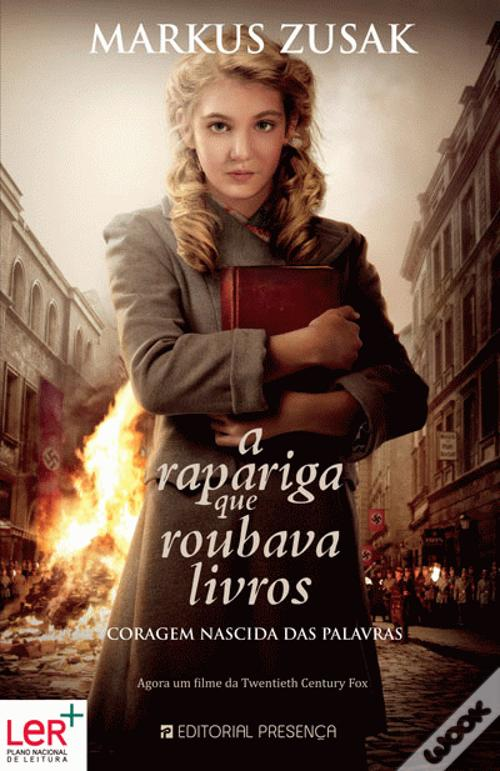 MARKUS ZUSAK
a
rapariga
que
roubava
livros
CORAGEM NASCIDA DAS PALAVRAS
Agora um filme da Twentieth Century Fox
EDITORIAL PRESENÇA
LER+
PLANO NACIONAL
DE LEITURA
wook